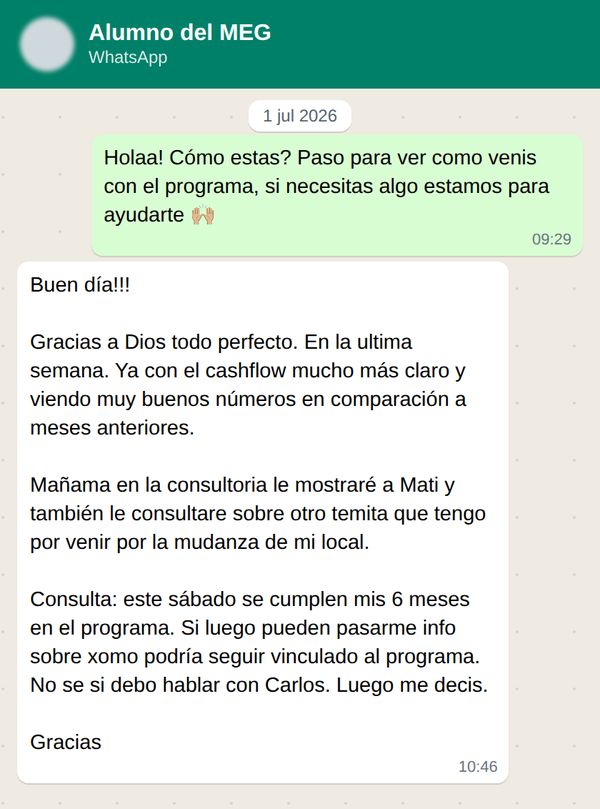 Alumno del MEG
WhatsApp
1 jul 2026
Holaa! Cómo estas? Paso para ver como venis
con el programa, si necesitas algo estamos para
ayudarte 🙌🏼
09:29
Buen día!!!
Gracias a Dios todo perfecto. En la ultima
semana. Ya con el cashflow mucho más claro y
viendo muy buenos números en comparación a
meses anteriores.
Mañama en la consultoria le mostraré a Mati y
también le consultare sobre otro temita que tengo
por venir por la mudanza de mi local.
Consulta: este sábado se cumplen mis 6 meses
en el programa. Si luego pueden pasarme info
sobre xomo podría seguir vinculado al programa.
No se si debo hablar con Carlos. Luego me decis.
Gracias
10:46